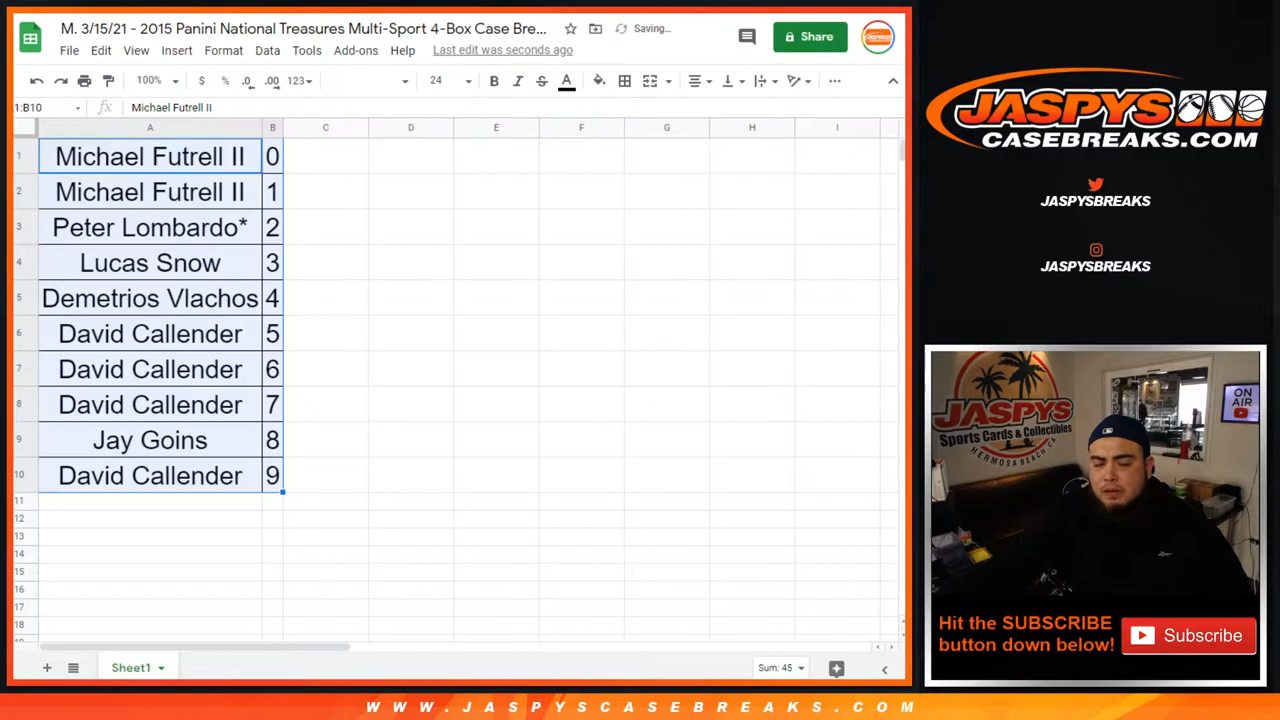 M. 3/15/21 - 2015 Panini National Treasures Multi-Sport 4-Box Case Bre...
Saving...
Share
File Edit View Insert Format Data Tools Add-ons Help Last edit was seconds ago
100% $ % .0 .00 123 24 B I S A
1:B10 fx Michael Futrell II
A B C D E F G H I
1 Michael Futrell II 0
2 Michael Futrell II 1
3 Peter Lombardo* 2
4 Lucas Snow 3
5 Demetrios Vlachos 4
6 David Callender 5
7 David Callender 6
8 David Callender 7
9 Jay Goins 8
10 David Callender 9
11
12
13
14
15
16
17
18
Sheet1
Sum: 45
JASPYS
CASEBREAKS.COM
JASPYSBREAKS
JASPYSBREAKS
JASPYS
Sports Cards & Collectibles
HERMOSA BEACH, CA
ON
AIR
Hit the SUBSCRIBE
button down below!
Subscribe
WWW.JASPYSCASEBREAKS.COM